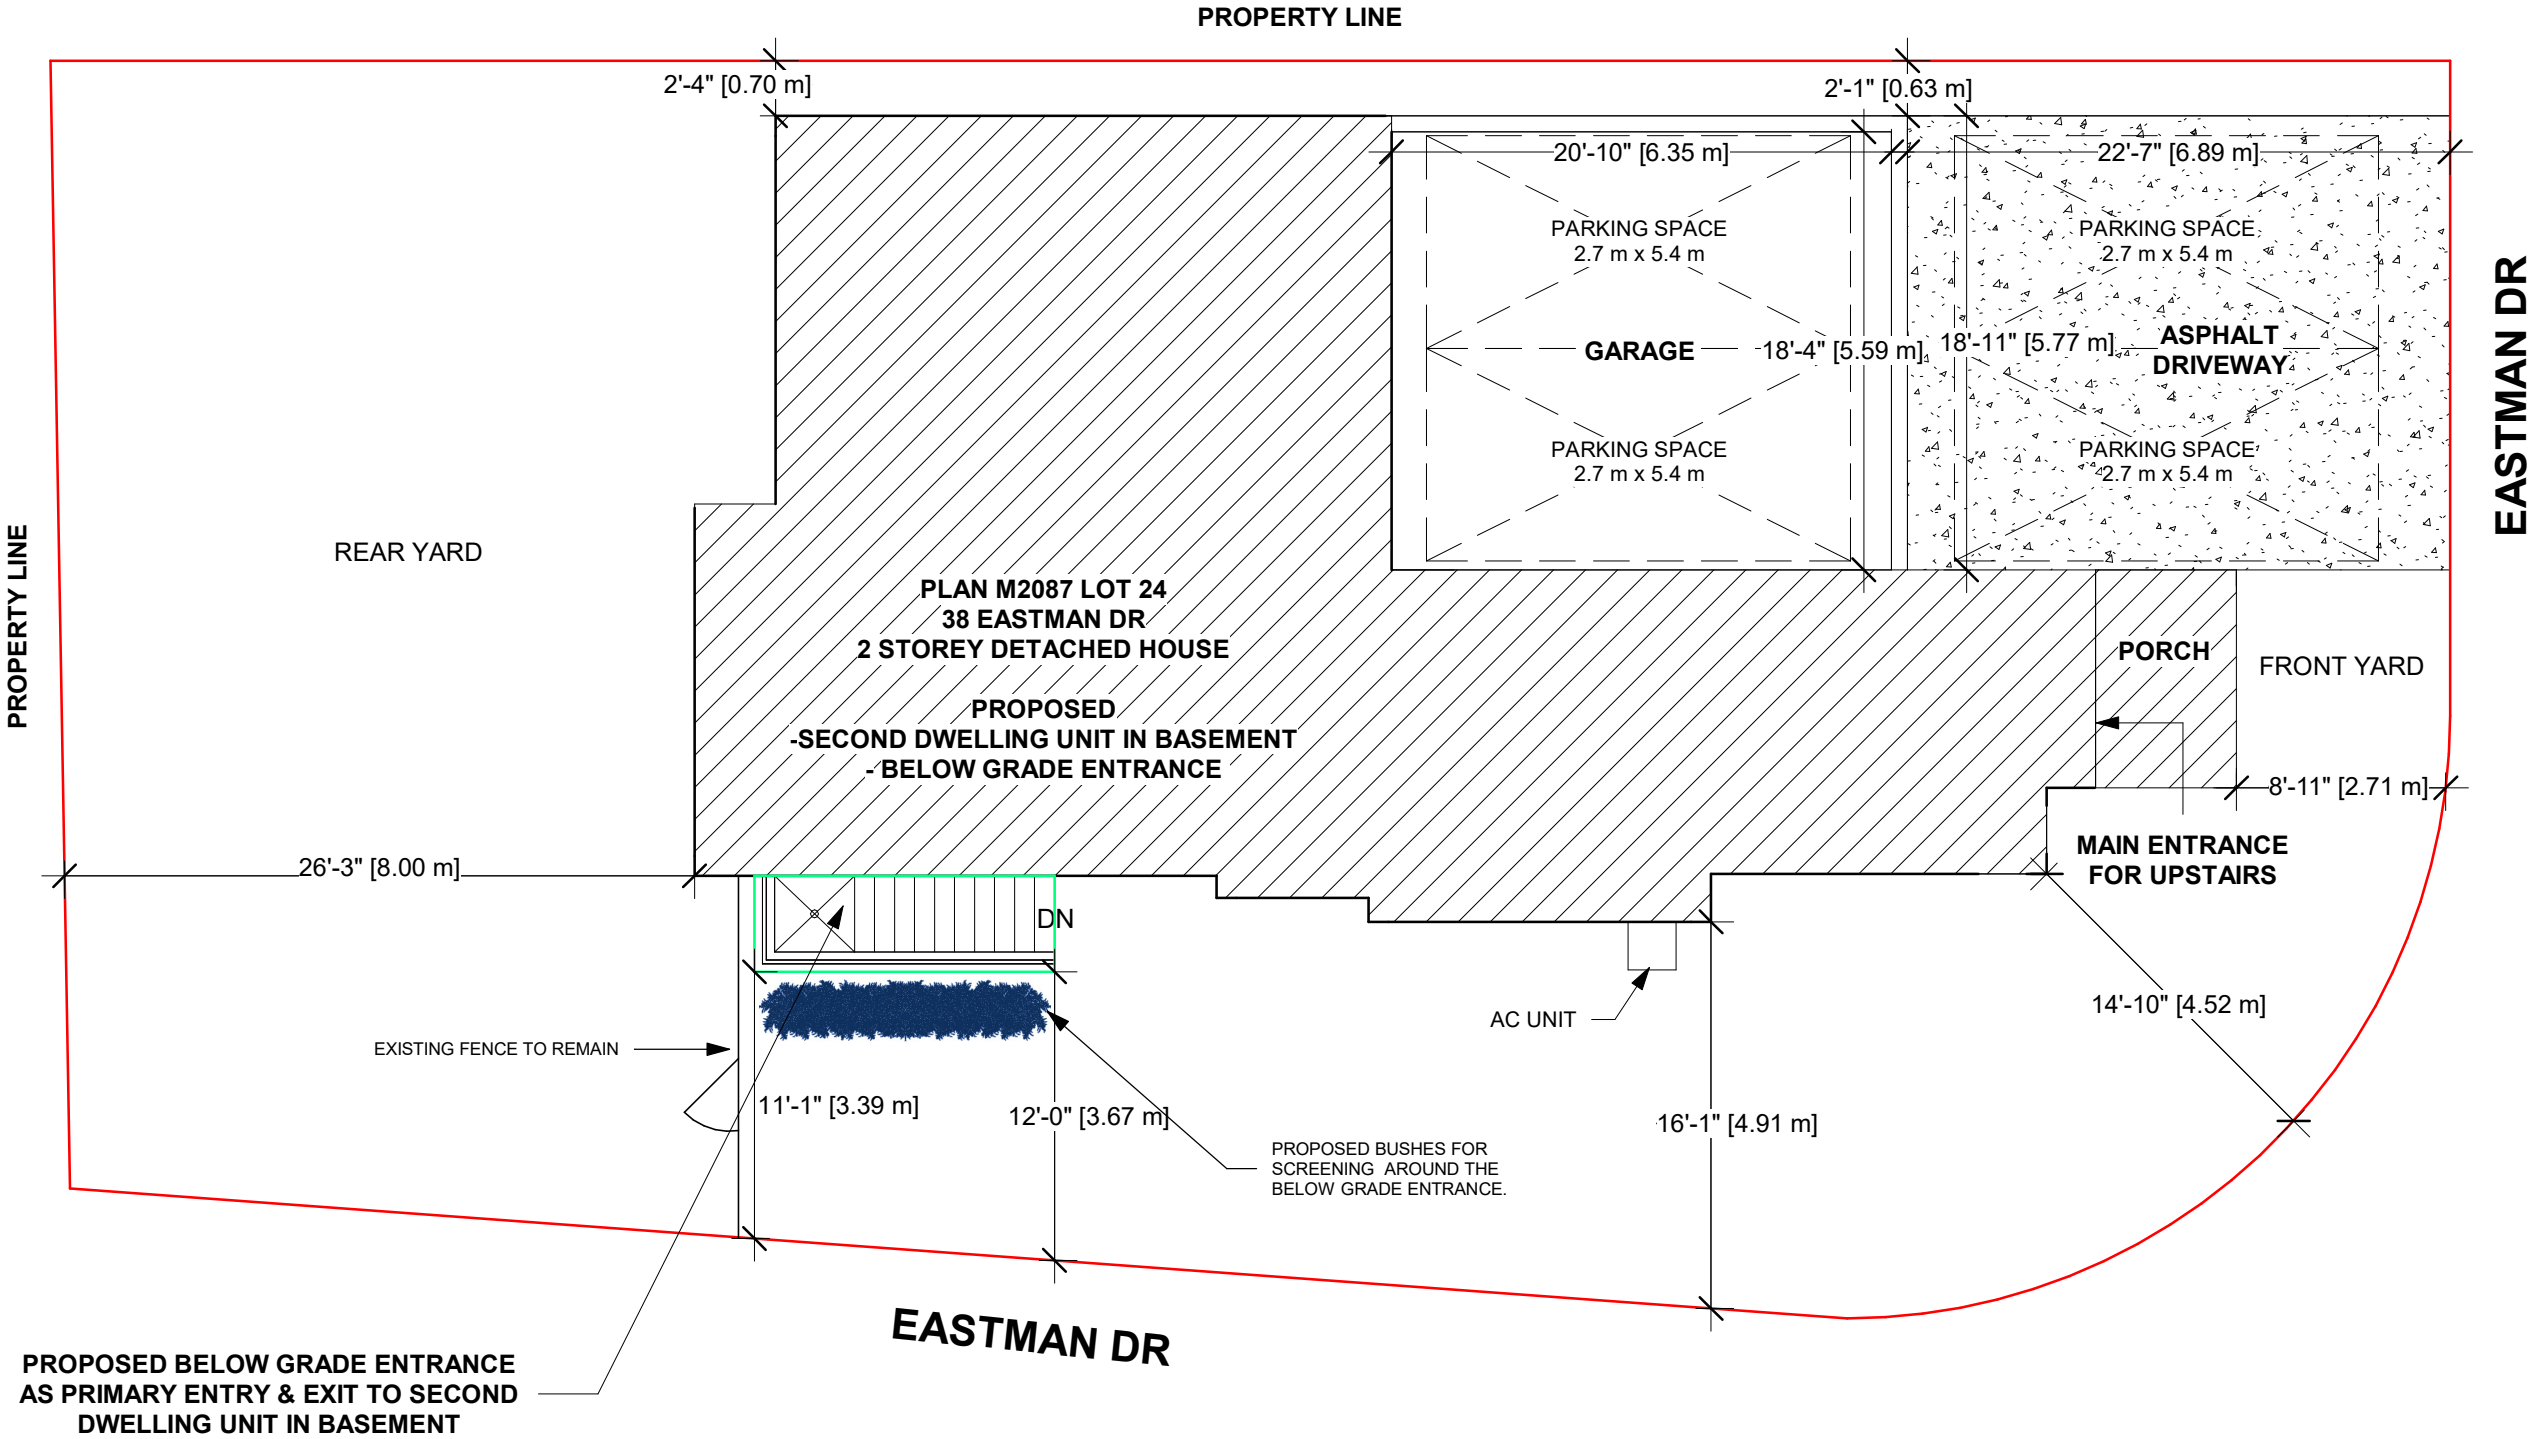 PROPERTY LINE
2'-4" [0.70 m]
2'-1" [0.63 m]
20'-10" [6.35 m]
22'-7" [6.89 m]
PARKING SPACE
2.7 m x 5.4 m
PARKING SPACE
2.7 m x 5.4 m
GARAGE
18'-4" [5.59 m]
18'-11" [5.77 m]
ASPHALT
DRIVEWAY
EASTMAN DR
PARKING SPACE
2.7 m x 5.4 m
PARKING SPACE
2.7 m x 5.4 m
PROPERTY LINE
REAR YARD
PLAN M2087 LOT 24
38 EASTMAN DR
2 STOREY DETACHED HOUSE
PROPOSED
-SECOND DWELLING UNIT IN BASEMENT
- BELOW GRADE ENTRANCE
PORCH
FRONT YARD
8'-11" [2.71 m]
MAIN ENTRANCE
FOR UPSTAIRS
26'-3" [8.00 m]
DN
AC UNIT
14'-10" [4.52 m]
EXISTING FENCE TO REMAIN
11'-1" [3.39 m]
12'-0" [3.67 m]
16'-1" [4.91 m]
PROPOSED BUSHES FOR
SCREENING AROUND THE
BELOW GRADE ENTRANCE.
EASTMAN DR
PROPOSED BELOW GRADE ENTRANCE
AS PRIMARY ENTRY & EXIT TO SECOND
DWELLING UNIT IN BASEMENT